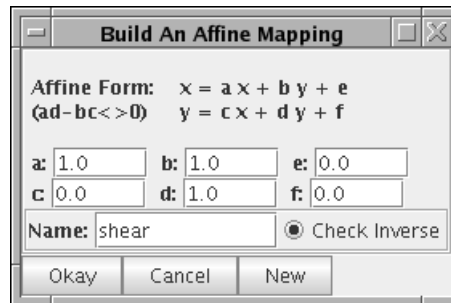 Build An Affine Mapping
Affine Form: x = a x + b y + e
(ad-bc<>0) y = c x + d y + f
a: 1.0 b: 1.0 e: 0.0
c: 0.0 d: 1.0 f: 0.0
Name: shear Check Inverse
Okay Cancel New